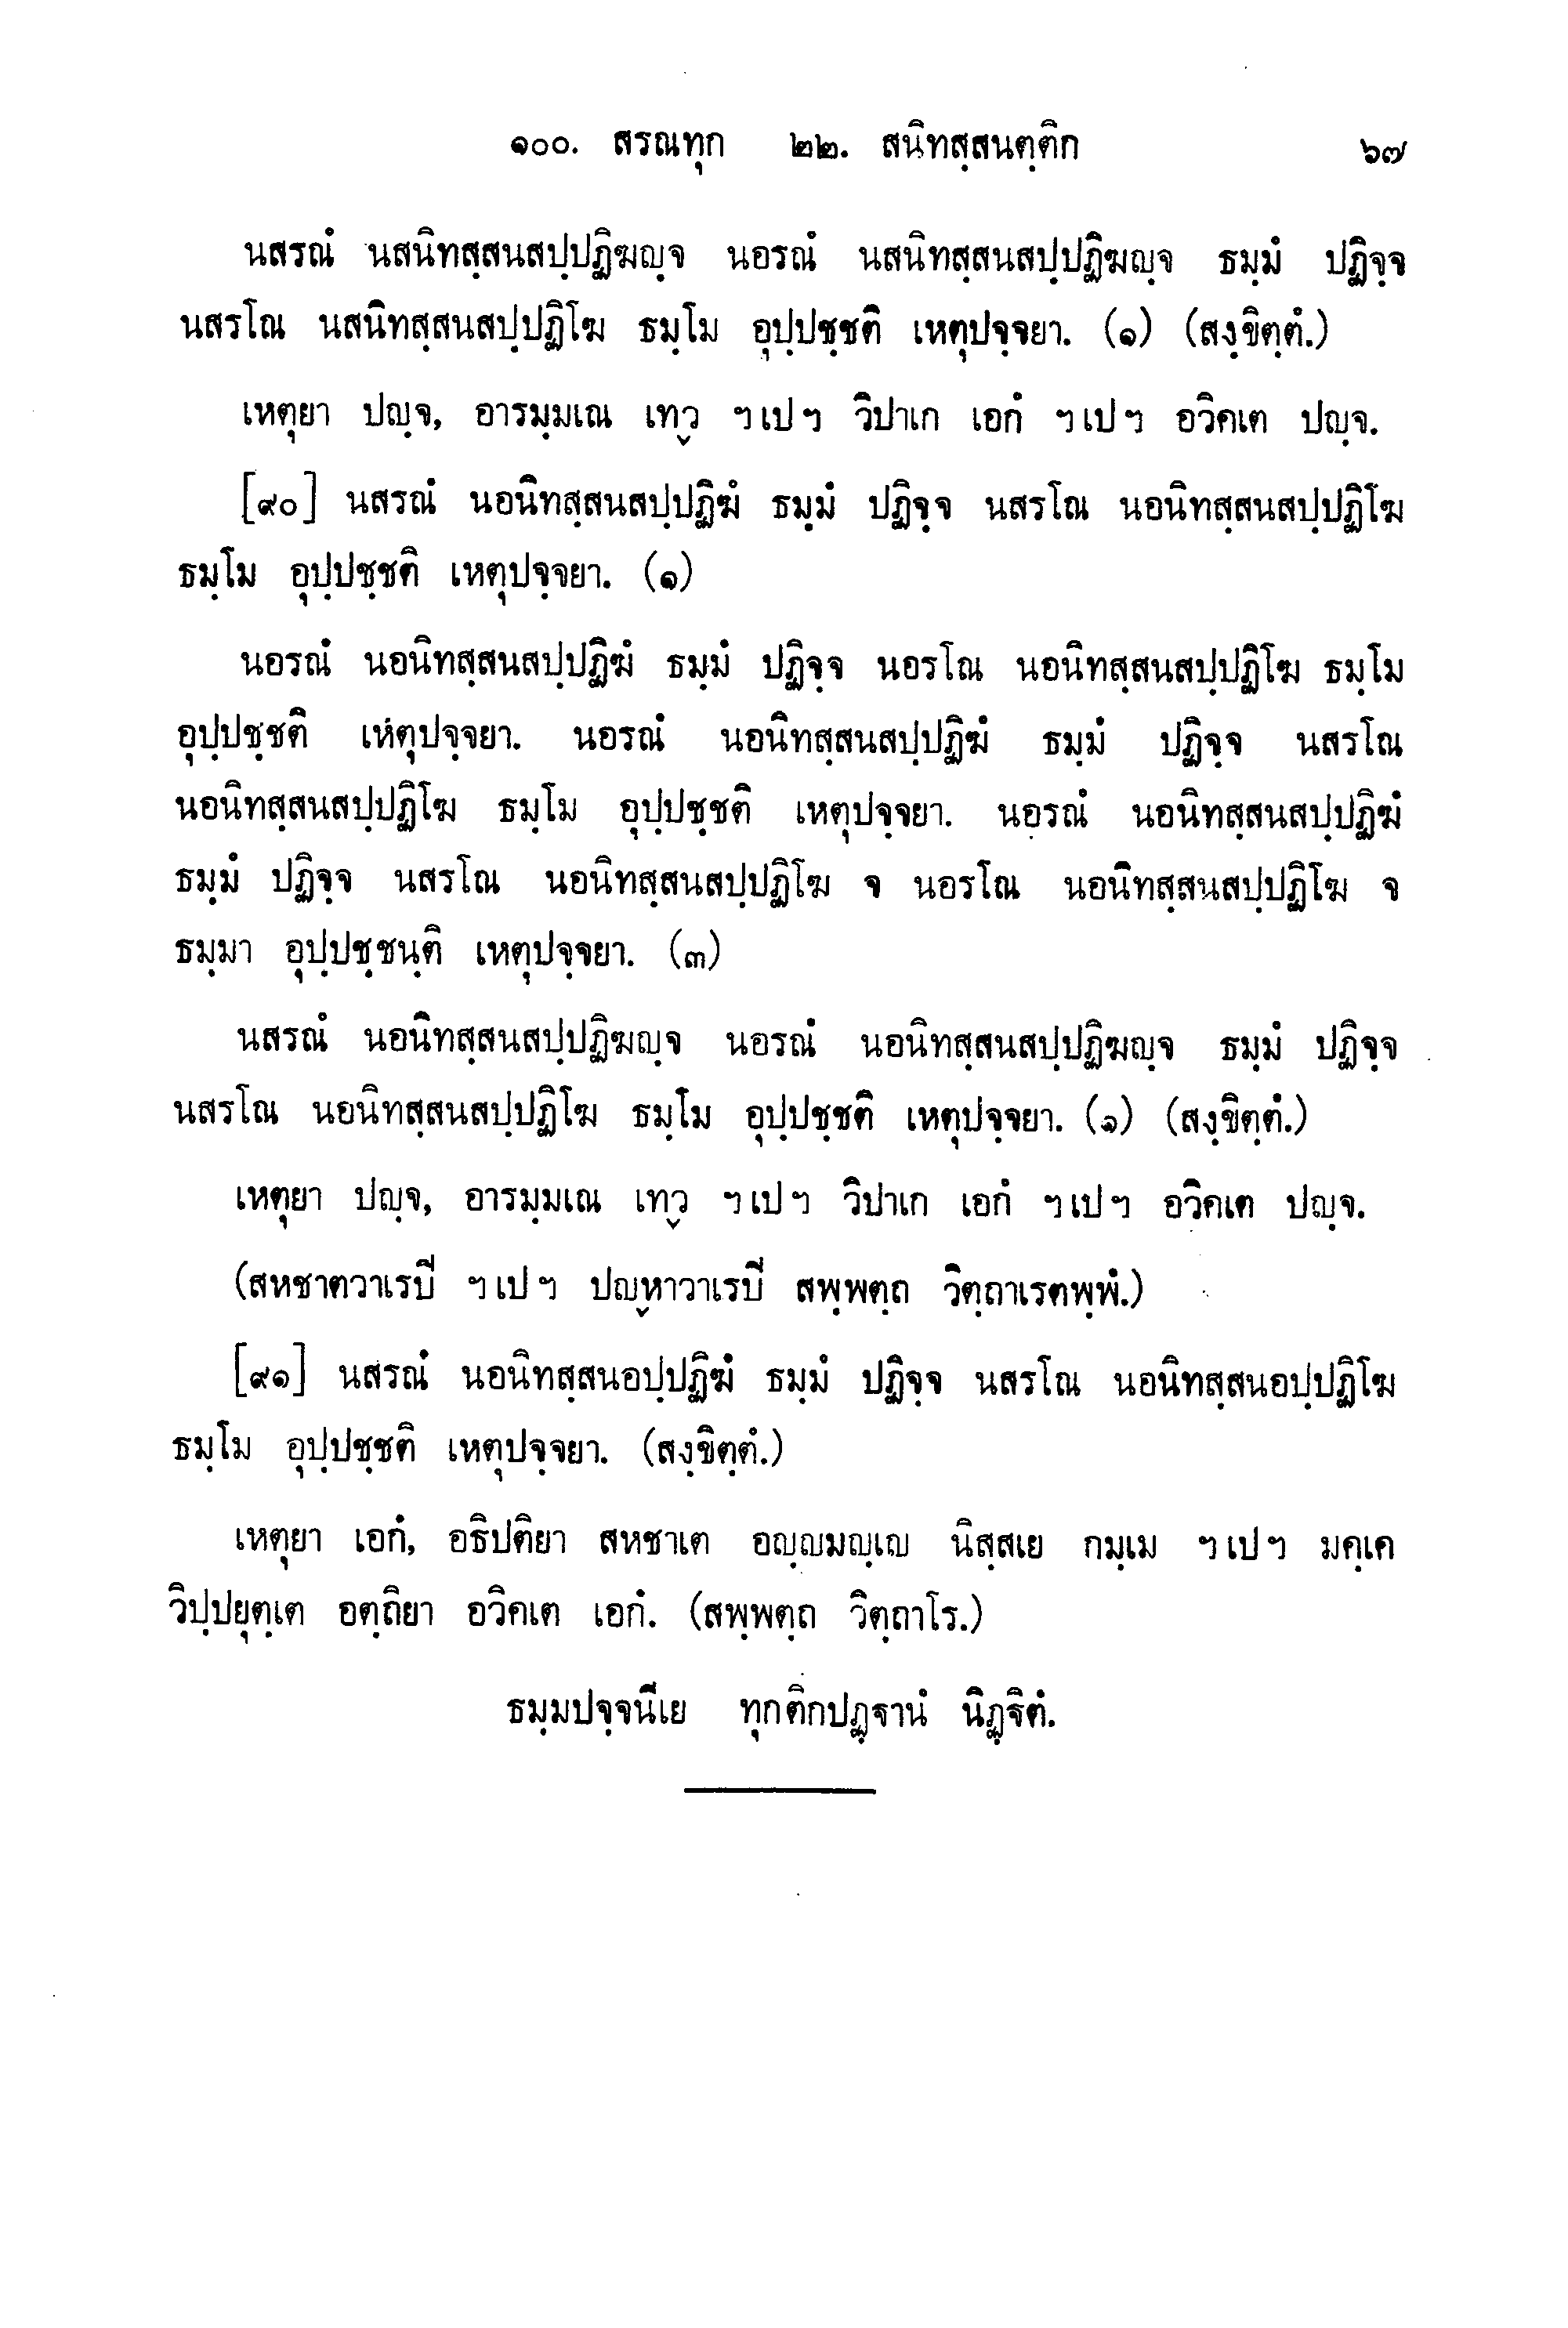 ๑๐๐. สรณทุก ๒๒. สนิทสฺสนตฺติก ๖๗
นสรณํ นสนิทสฺสนสปฺปฏิฆญฺจ นอรณํ นสนิทสฺสนสปฺปฏิฆญฺจ ธมฺมํ ปฏิจฺจ
นสรโณ นสนิทสฺสนสปฺปฏิโฆ ธมฺโม อุปฺปชฺชติ เหตุปจฺจยา. (๑) (สงฺขิตฺตํ.)
เหตุยา ปญฺจ, อารมฺมเณ เทฺว ฯเปฯ วิปาเก เอกํ ฯเปฯ อวิคเต ปญฺจ.
[๙๐] นสรณํ นอนิทสฺสนสปฺปฏิฆํ ธมฺมํ ปฏิจฺจ นสรโณ นอนิทสฺสนสปฺปฏิโฆ
ธมฺโม อุปฺปชฺชติ เหตุปจฺจยา. (๑)
นอรณํ นอนิทสฺสนสปฺปฏิฆํ ธมฺมํ ปฏิจฺจ นอรโณ นอนิทสฺสนสปฺปฏิโฆ ธมฺโม
อุปฺปชฺชติ เหตุปจฺจยา. นอรณํ นอนิทสฺสนสปฺปฏิฆํ ธมฺมํ ปฏิจฺจ นสรโณ
นอนิทสฺสนสปฺปฏิโฆ ธมฺโม อุปฺปชฺชติ เหตุปจฺจยา. นอรณํ นอนิทสฺสนสปฺปฏิฆํ
ธมฺมํ ปฏิจฺจ นสรโณ นอนิทสฺสนสปฺปฏิโฆ จ นอรโณ นอนิทสฺสนสปฺปฏิโฆ จ
ธมฺมา อุปฺปชฺชนฺติ เหตุปจฺจยา. (๓)
นสรณํ นอนิทสฺสนสปฺปฏิฆญฺจ นอรณํ นอนิทสฺสนสปฺปฏิฆญฺจ ธมฺมํ ปฏิจฺจ
นสรโณ นอนิทสฺสนสปฺปฏิโฆ ธมฺโม อุปฺปชฺชติ เหตุปจฺจยา. (๑) (สงฺขิตฺตํ.)
เหตุยา ปญฺจ, อารมฺมเณ เทฺว ฯเปฯ วิปาเก เอกํ ฯเปฯ อวิคเต ปญฺจ.
(สหชาตวาเรปี ฯเปฯ ปญฺหาวาเรปี สพฺพตฺถ วิตฺถาเรตพฺพํ.)
[๙๑] นสรณํ นอนิทสฺสนอปฺปฏิฆํ ธมฺมํ ปฏิจฺจ นสรโณ นอนิทสฺสนอปฺปฏิโฆ
ธมฺโม อุปฺปชฺชติ เหตุปจฺจยา. (สงฺขิตฺตํ.)
เหตุยา เอกํ, อธิปติยา สหชาเต อญฺญมญฺเญ นิสฺสเย กมฺเม ฯเปฯ มคฺเค
วิปฺปยุตฺเต อตฺถิยา อวิคเต เอกํ. (สพฺพตฺถ วิตฺถาโร.)
ธมฺมปจฺจนีเย ทุกติกปฏฺฐานํ นิฏฺฐิตํ.